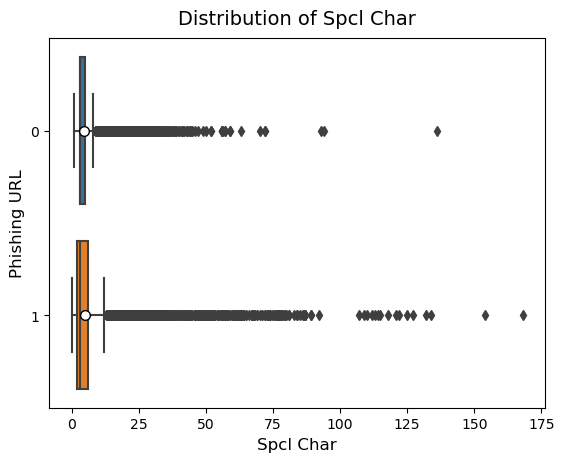 Distribution of Spcl Char
Phishing URL
0
1
0 25 50 75 100 125 150 175
Spcl Char